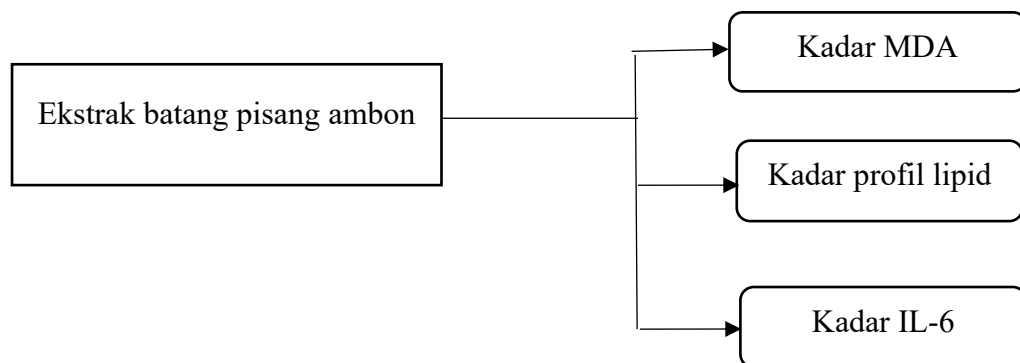 Ekstrak batang pisang ambon
Kadar MDA
Kadar profil lipid
Kadar IL-6